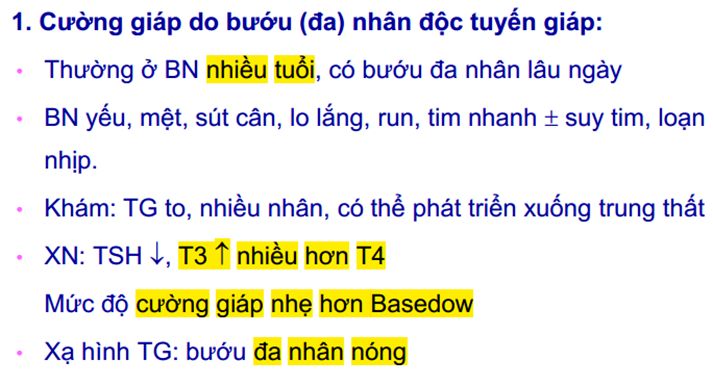 1. Cường giáp do bướu (đa) nhân độc tuyến giáp:
• Thường ở BN nhiều tuổi, có bướu đa nhân lâu ngày
• BN yếu, mệt, sút cân, lo lắng, run, tim nhanh ± suy tim, loạn
nhịp.
• Khám: TG to, nhiều nhân, có thể phát triển xuống trung thất
• XN: TSH ↓, T3 ↑ nhiều hơn T4
Mức độ cường giáp nhẹ hơn Basedow
• Xạ hình TG: bướu đa nhân nóng